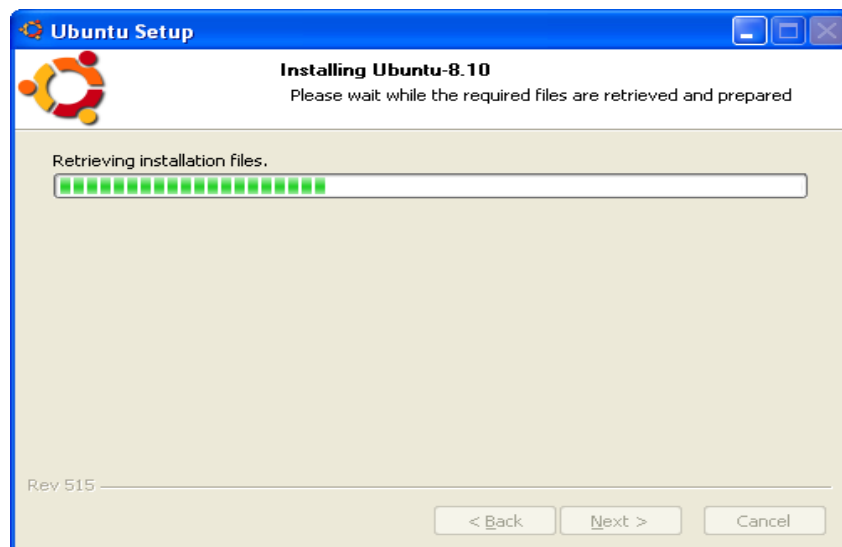 Ubuntu Setup
Installing Ubuntu-8.10
Please wait while the required files are retrieved and prepared
Retrieving installation files.
Rev 515
< Back
Next >
Cancel